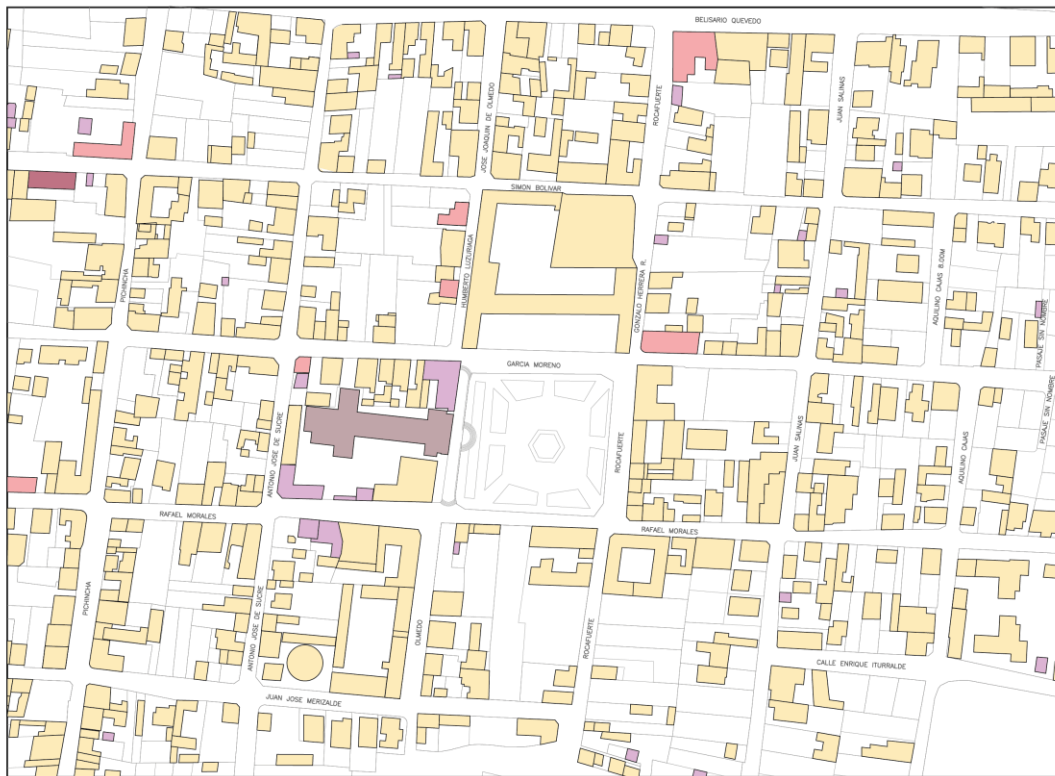 BELISARIO QUEVEDO
JOSE JOAQUIN DE OLMEDO
ROCAFUERTE
JUAN SALINAS
SIMON BOLIVAR
PICHINCHA
HUMBERTO LUZURIAGA
GONZALO HERRERA R.
AQUILINO CAJAS B.OOM
PASAJE SIN NOMBRE
GARCIA MORENO
ANTONIO JOSE DE SUCRE
ROCAFUERTE
JUAN SALINAS
AQUILINO CAJAS
PASAJE SIN NOMBRE
RAFAEL MORALES
RAFAEL MORALES
PICHINCHA
ANTONIO JOSE DE SUCRE
OLMEDO
ROCAFUERTE
CALLE ENRIQUE ITURRALDE
JUAN JOSE MERIZALDE